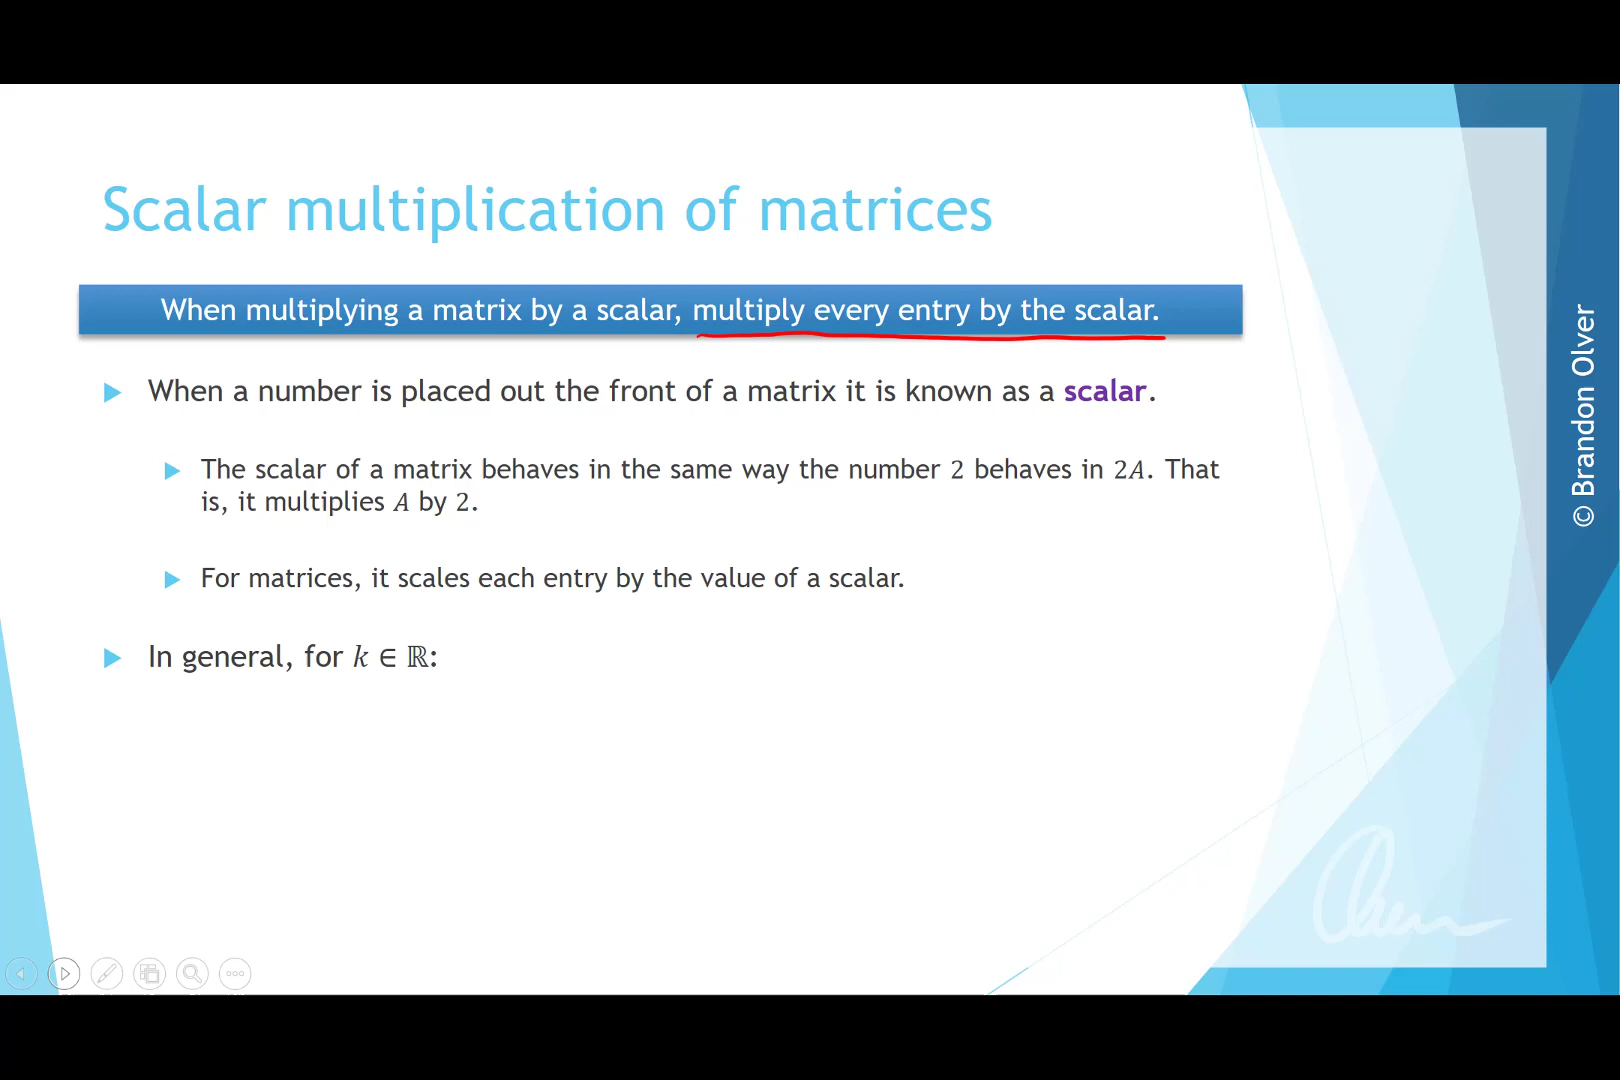 Scalar multiplication of matrices
When multiplying a matrix by a scalar, multiply every entry by the scalar.
When a number is placed out the front of a matrix it is known as a scalar.
The scalar of a matrix behaves in the same way the number 2 behaves in 2𝐴. That
is, it multiplies 𝐴 by 2.
For matrices, it scales each entry by the value of a scalar.
In general, for 𝑘 ∈ ℝ:
© Brandon Olver